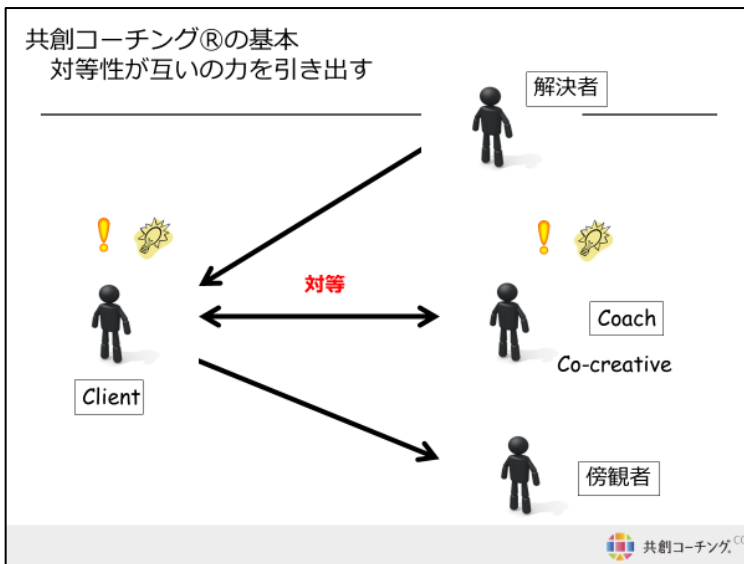 共創コーチング®の基本
対等性が互いの力を引き出す
解決者
対等
Coach
Co-creative
Client
傍観者
共創コーチング®